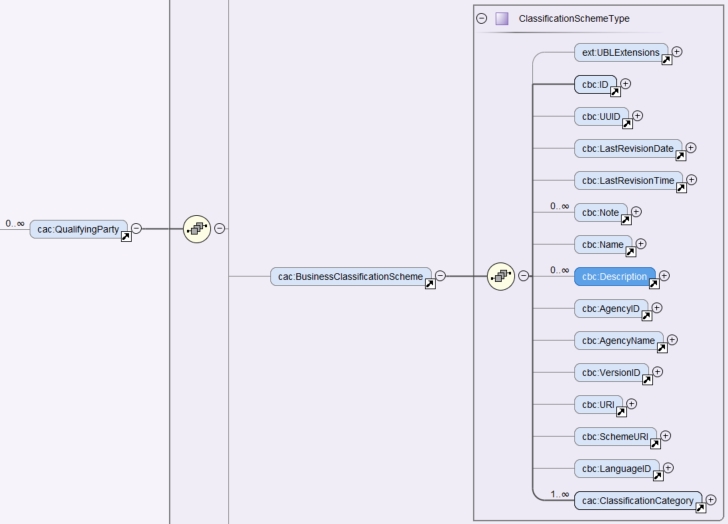 ClassificationSchemeType
ext:UBLExtensions
cbc:ID
cbc:UUID
cbc:LastRevisionDate
cbc:LastRevisionTime
0..∞
cbc:Note
0..∞ cac:QualifyingParty
cbc:Name
cac:BusinessClassificationScheme
0..∞
cbc:Description
cbc:AgencyID
cbc:AgencyName
cbc:VersionID
cbc:URI
cbc:SchemeURI
cbc:LanguageID
1..∞
cac:ClassificationCategory